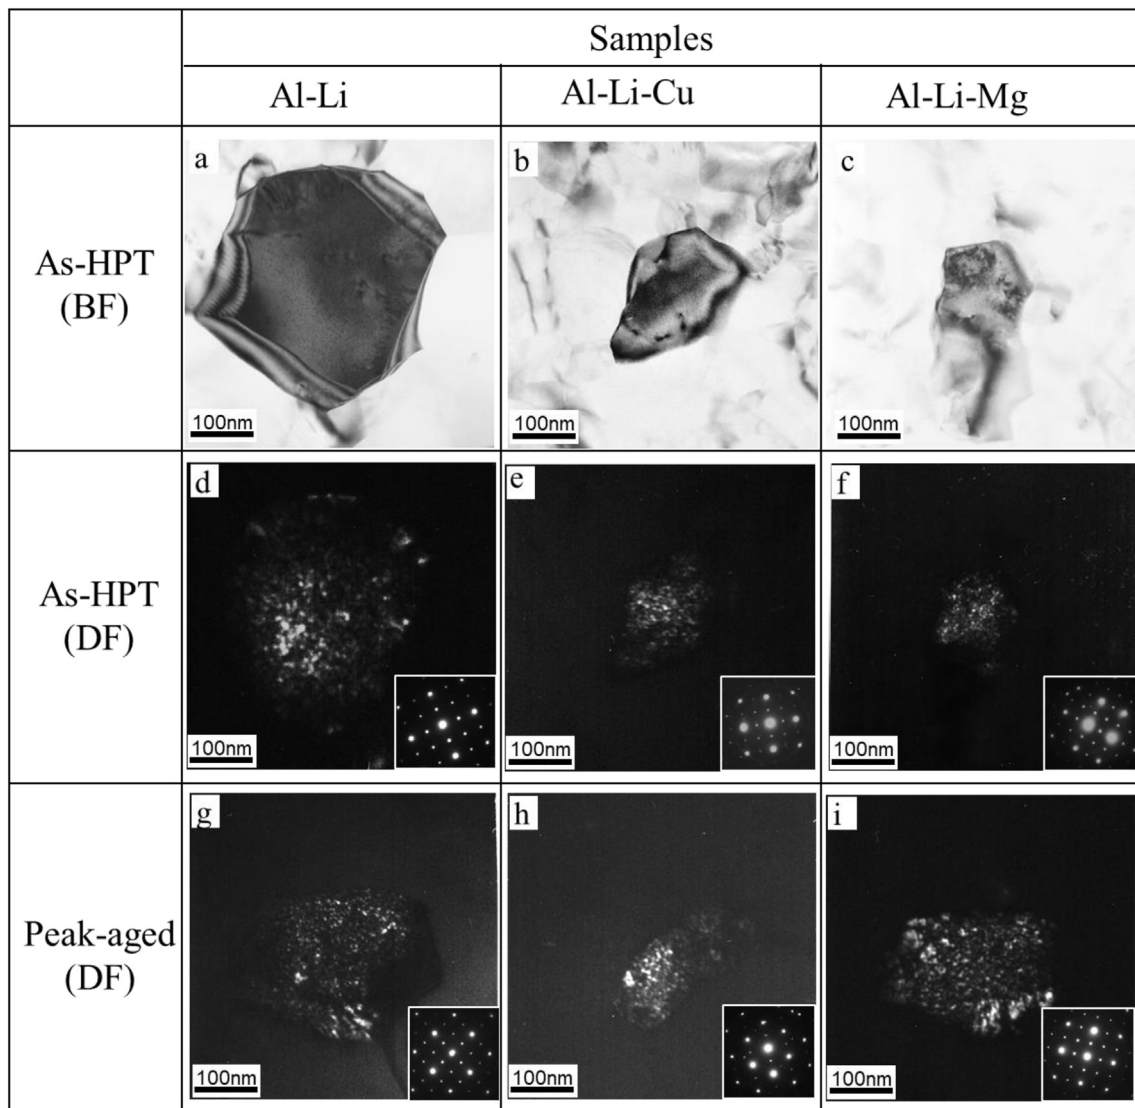 Samples
Al-Li
Al-Li-Cu
Al-Li-Mg
As-HPT
(BF)
a
100nm
b
100nm
c
100nm
As-HPT
(DF)
d
100nm
e
100nm
f
100nm
Peak-aged
(DF)
g
100nm
h
100nm
i
100nm